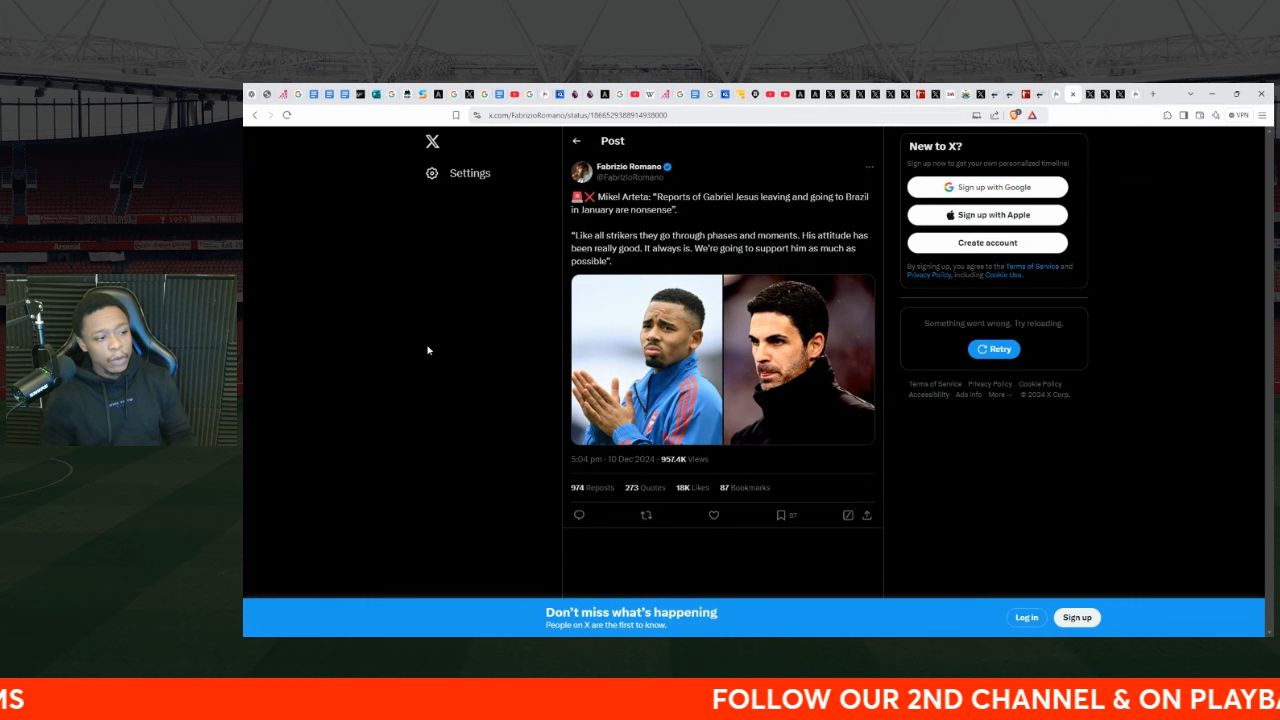 x.com/FabrizioRomano/status/1866529388914938000
VPN
Settings
Post
Fabrizio Romano
@FabrizioRomano
🚨❌ Mikel Arteta: “Reports of Gabriel Jesus leaving and going to Brazil
in January are nonsense”.
“Like all strikers they go through phases and moments. His attitude has
been really good. It always is. We’re going to support him as much as
possible”.
5:04 pm · 10 Dec 2024 · 957.4K Views
974 Reposts 273 Quotes 18K Likes 87 Bookmarks
87
New to X?
Sign up now to get your own personalized timeline!
Sign up with Google
Sign up with Apple
Create account
By signing up, you agree to the Terms of Service and
Privacy Policy, including Cookie Use.
Something went wrong. Try reloading.
Retry
Terms of Service Privacy Policy Cookie Policy
Accessibility Ads info More ··· © 2024 X Corp.
Don’t miss what’s happening
People on X are the first to know.
Log in Sign up
MS FOLLOW OUR 2ND CHANNEL & ON PLAYBA